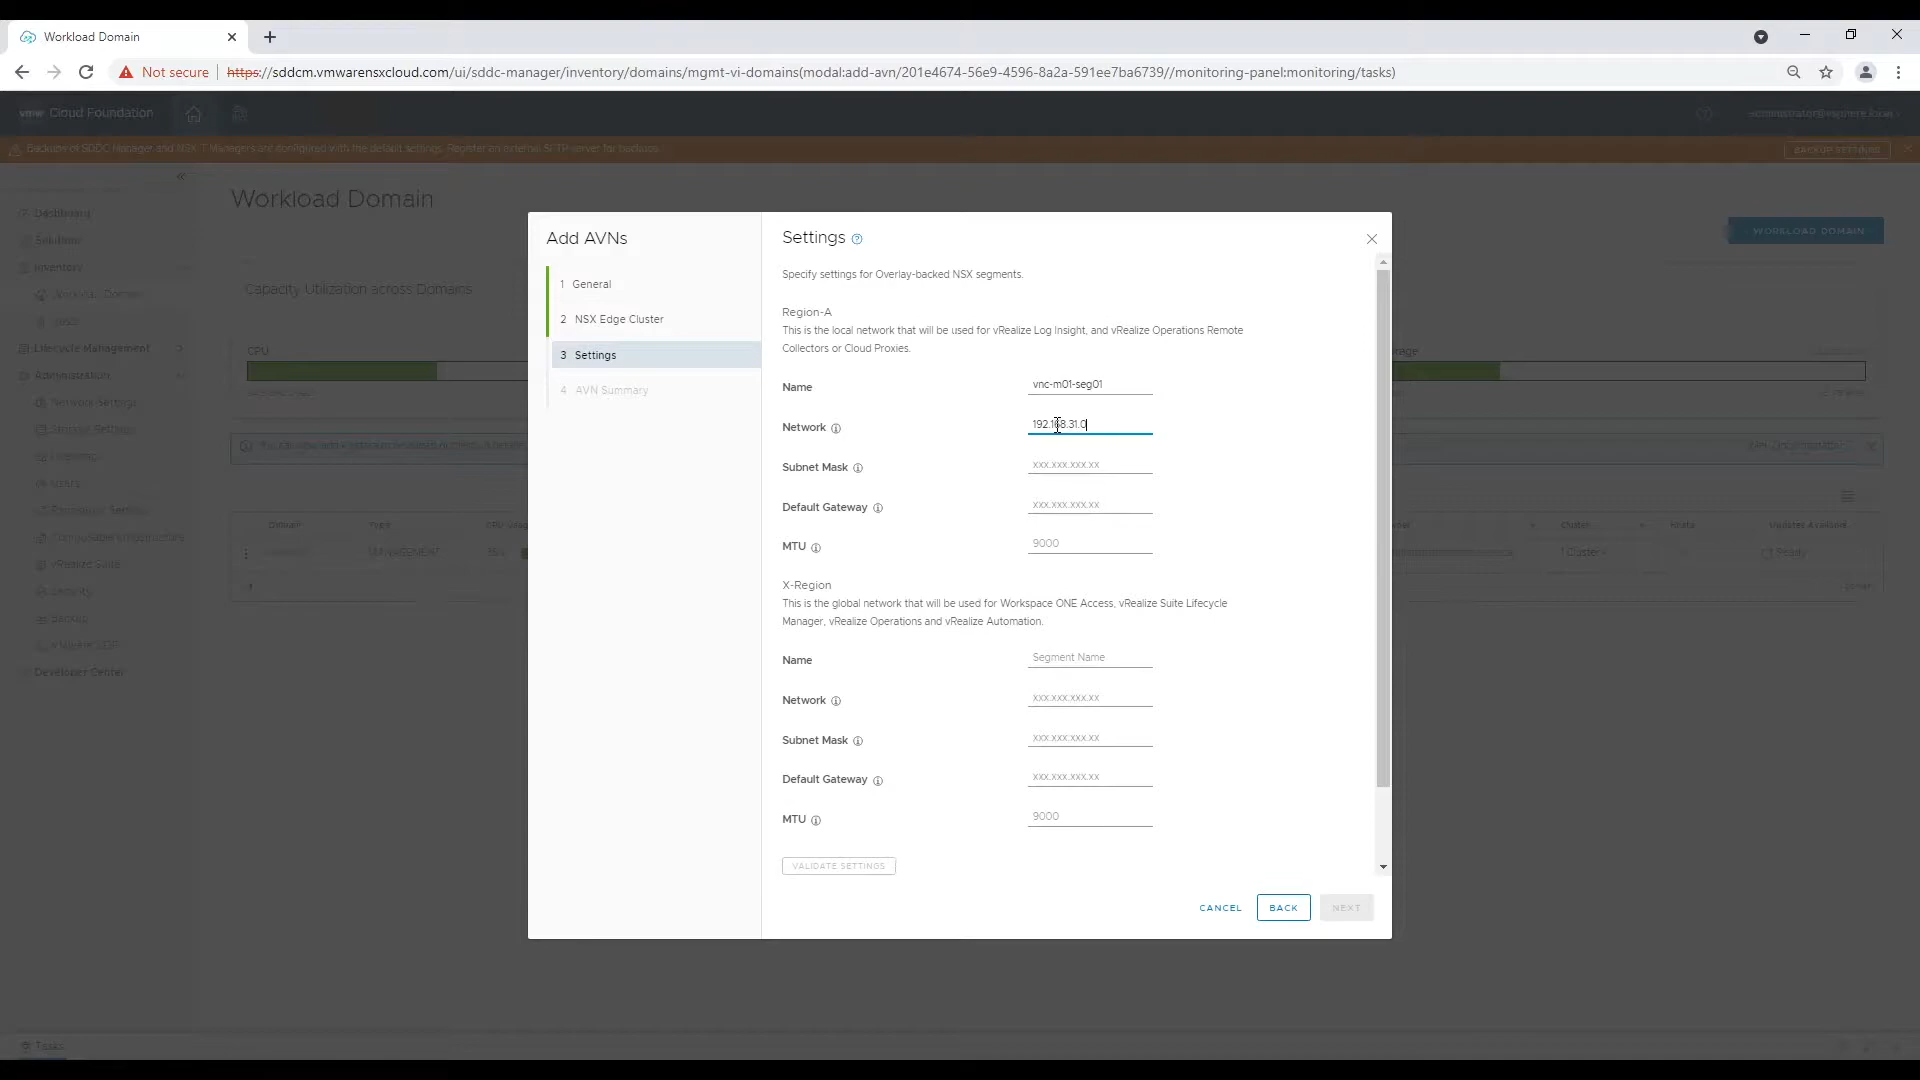 Workload Domain
Not secure
https://sddcm.vmwarensxcloud.com/ui/sddc-manager/inventory/domains/mgmt-vi-domains(modal:add-avn/201e4674-56e9-4596-8a2a-591ee7ba6739//monitoring-panel:monitoring/tasks)
vmw Cloud Foundation
administrator@vsphere.local
Backups of SDDC Manager and NSX-T Managers are configured with the default settings. Register an external SFTP server for backups.
BACKUP SETTINGS
Dashboard
Solutions
Inventory
Workload Domains
Hosts
Lifecycle Management
Administration
Network Settings
Storage Settings
Licensing
Users
Composable Infrastructure
vRealize Suite
Security
Backup
Developer Center
Workload Domain
WORKLOAD DOMAIN
Capacity Utilization across Domains
CPU
Domain
Type
MANAGEMENT
Cluster
1 Cluster
Hosts
Updates Available
Ready
Add AVNs
1 General
2 NSX Edge Cluster
3 Settings
4 AVN Summary
Settings
Specify settings for Overlay-backed NSX segments.
Region-A
This is the local network that will be used for vRealize Log Insight, and vRealize Operations Remote
Collectors or Cloud Proxies.
Name
vnc-m01-seg01
Network
192.168.31.0
Subnet Mask
xxx.xxx.xxx.xx
Default Gateway
xxx.xxx.xxx.xx
MTU
9000
X-Region
This is the global network that will be used for Workspace ONE Access, vRealize Suite Lifecycle
Manager, vRealize Operations and vRealize Automation.
Name
Segment Name
Network
xxx.xxx.xxx.xx
Subnet Mask
xxx.xxx.xxx.xx
Default Gateway
xxx.xxx.xxx.xx
MTU
9000
VALIDATE SETTINGS
CANCEL
BACK
NEXT
Tasks